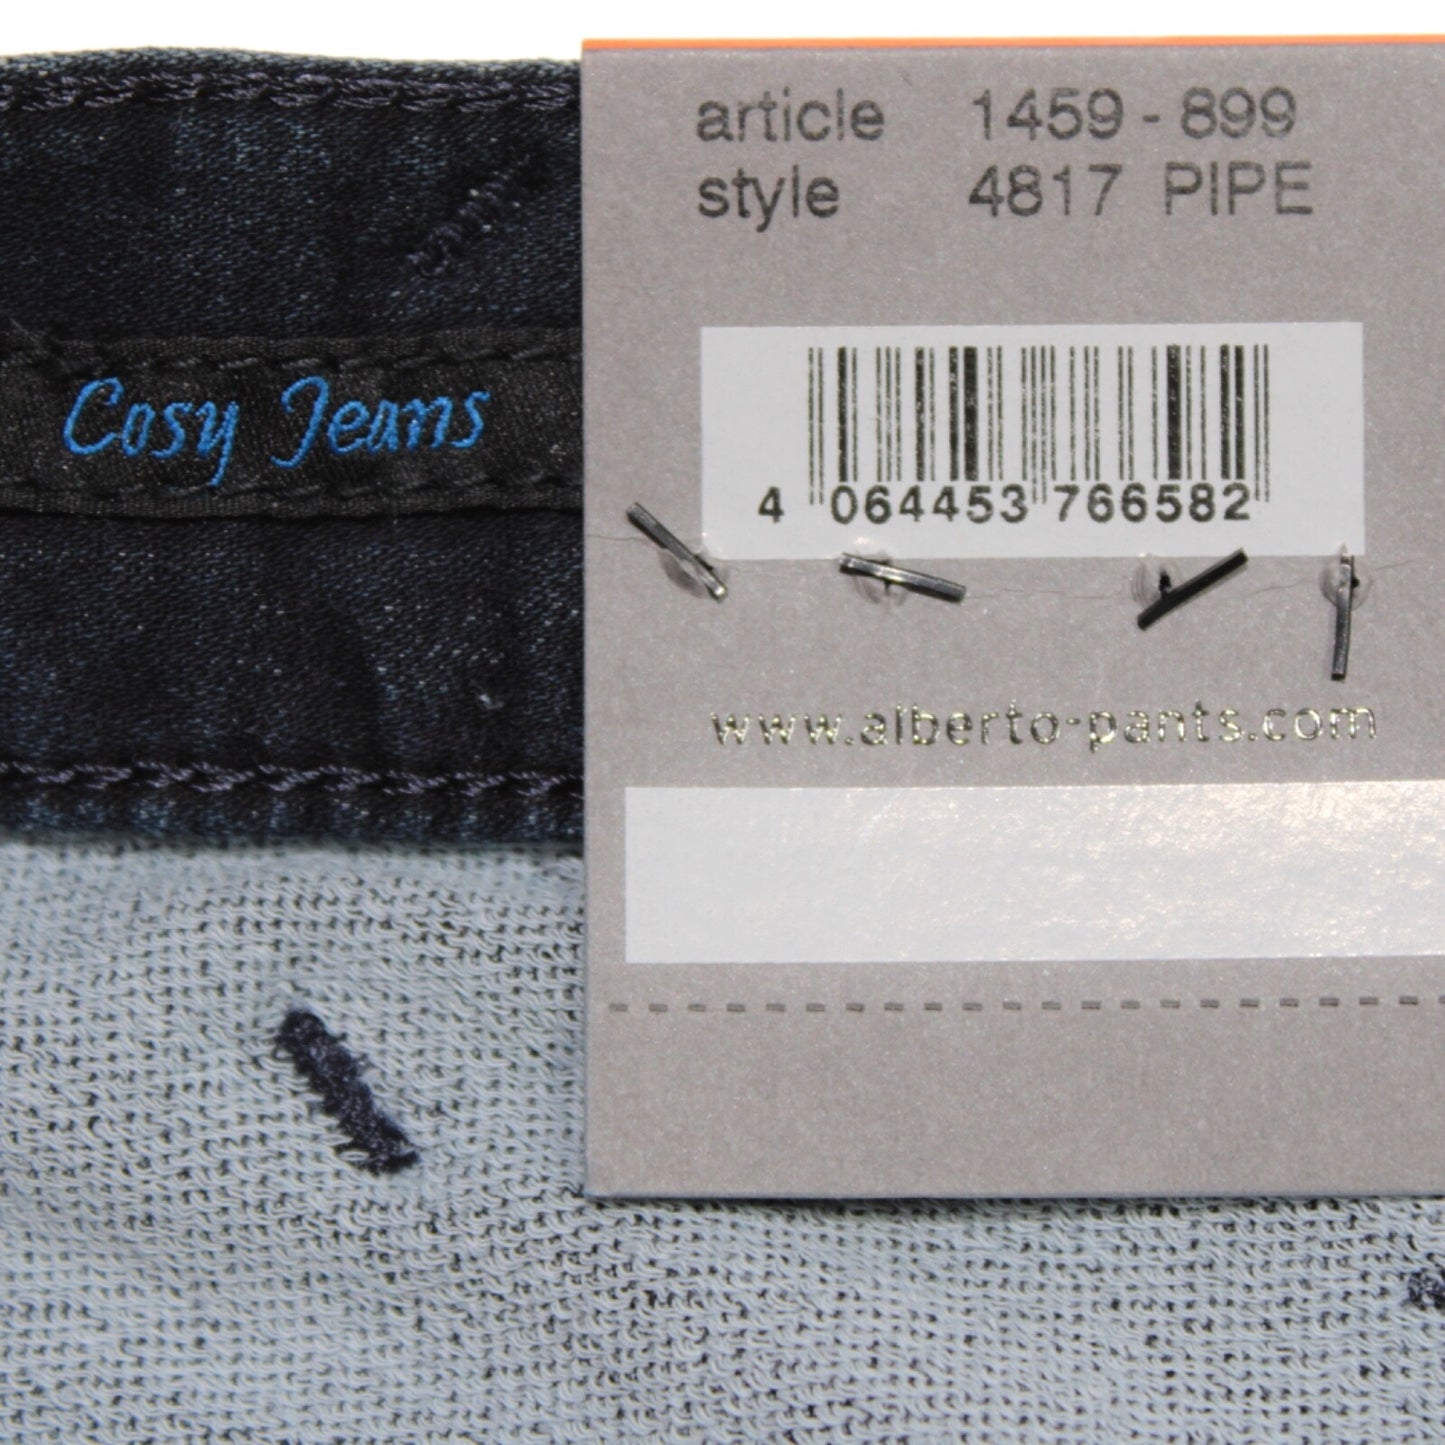 article 1459 - 899
style 4817 PIPE
Cosy Jeans
4 064453 766582
www.alberto-pants.com